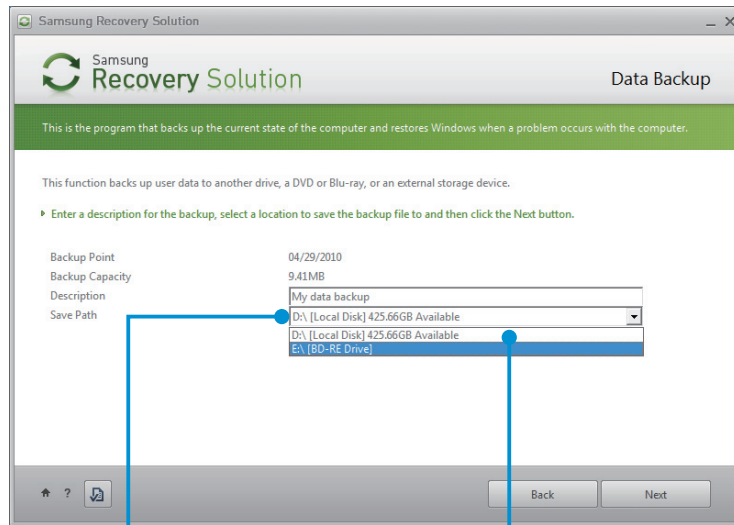 Samsung Recovery Solution
Samsung
Recovery Solution
Data Backup
This is the program that backs up the current state of the computer and restores Windows when a problem occurs with the computer.
This function backs up user data to another drive, a DVD or Blu-ray, or an external storage device.
Enter a description for the backup, select a location to save the backup file to and then click the Next button.
Backup Point 04/29/2010
Backup Capacity 9.41MB
Description My data backup
Save Path D:\ [Local Disk] 425.66GB Available
D:\ [Local Disk] 425.66GB Available
E:\ [BD-RE Drive]
? Back Next